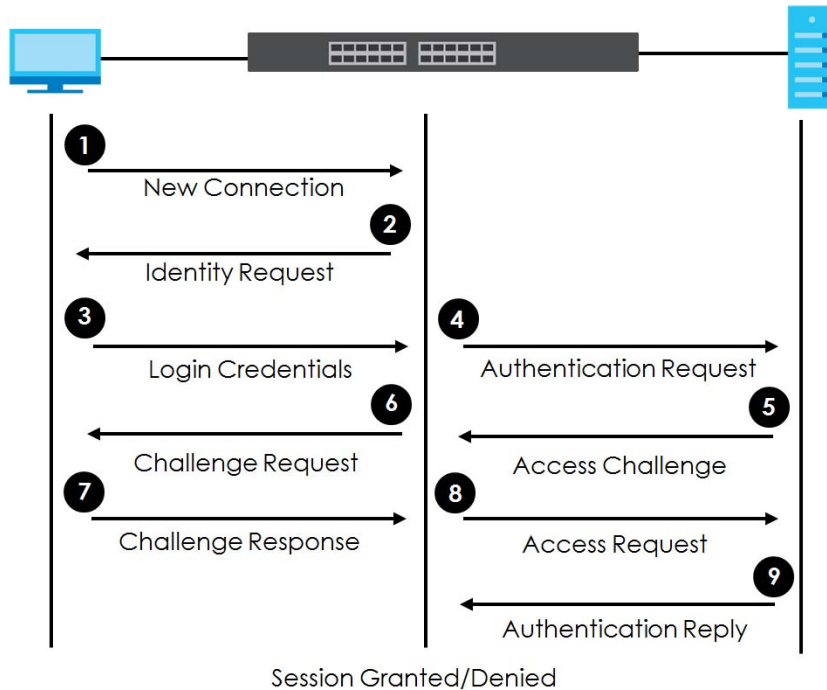 1
New Connection
2
Identity Request
3
Login Credentials
4
Authentication Request
5
Access Challenge
6
Challenge Request
7
Challenge Response
8
Access Request
9
Authentication Reply
Session Granted/Denied